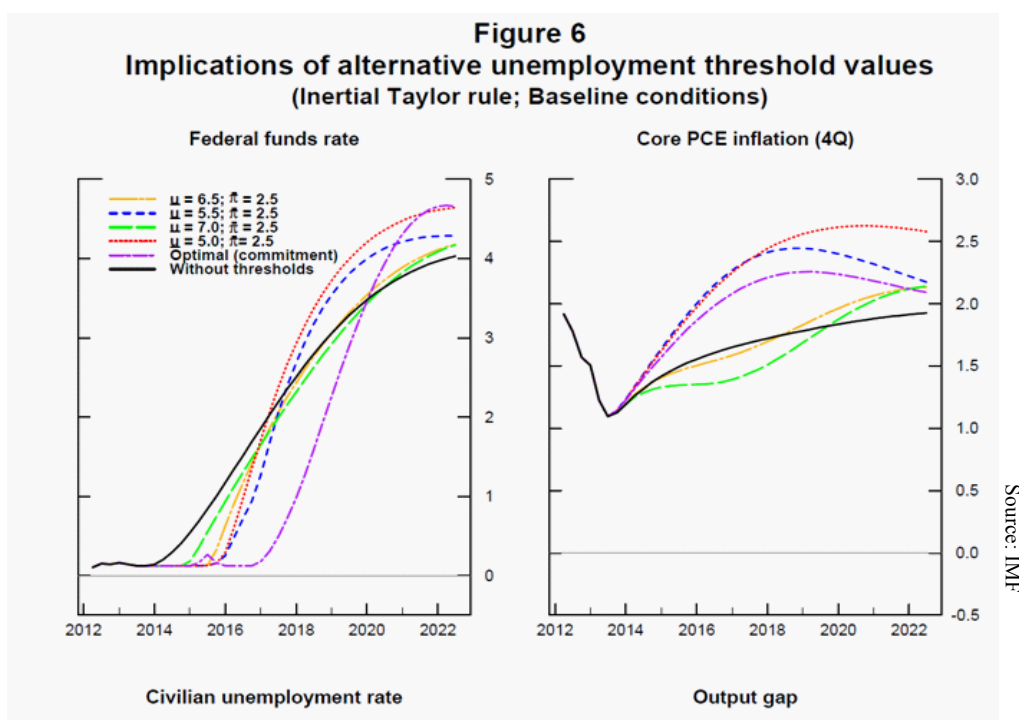 Figure 6
Implications of alternative unemployment threshold values
(Inertial Taylor rule; Baseline conditions)
Federal funds rate
Core PCE inflation (4Q)
μ = 6.5; π = 2.5
μ = 5.5; π = 2.5
μ = 7.0; π = 2.5
μ = 5.0; π = 2.5
Optimal (commitment)
Without thresholds
5
4
3
2
1
0
2012 2014 2016 2018 2020 2022
3.0
2.5
2.0
1.5
1.0
0.5
0.0
-0.5
2012 2014 2016 2018 2020 2022
Source: IMF
Civilian unemployment rate
Output gap